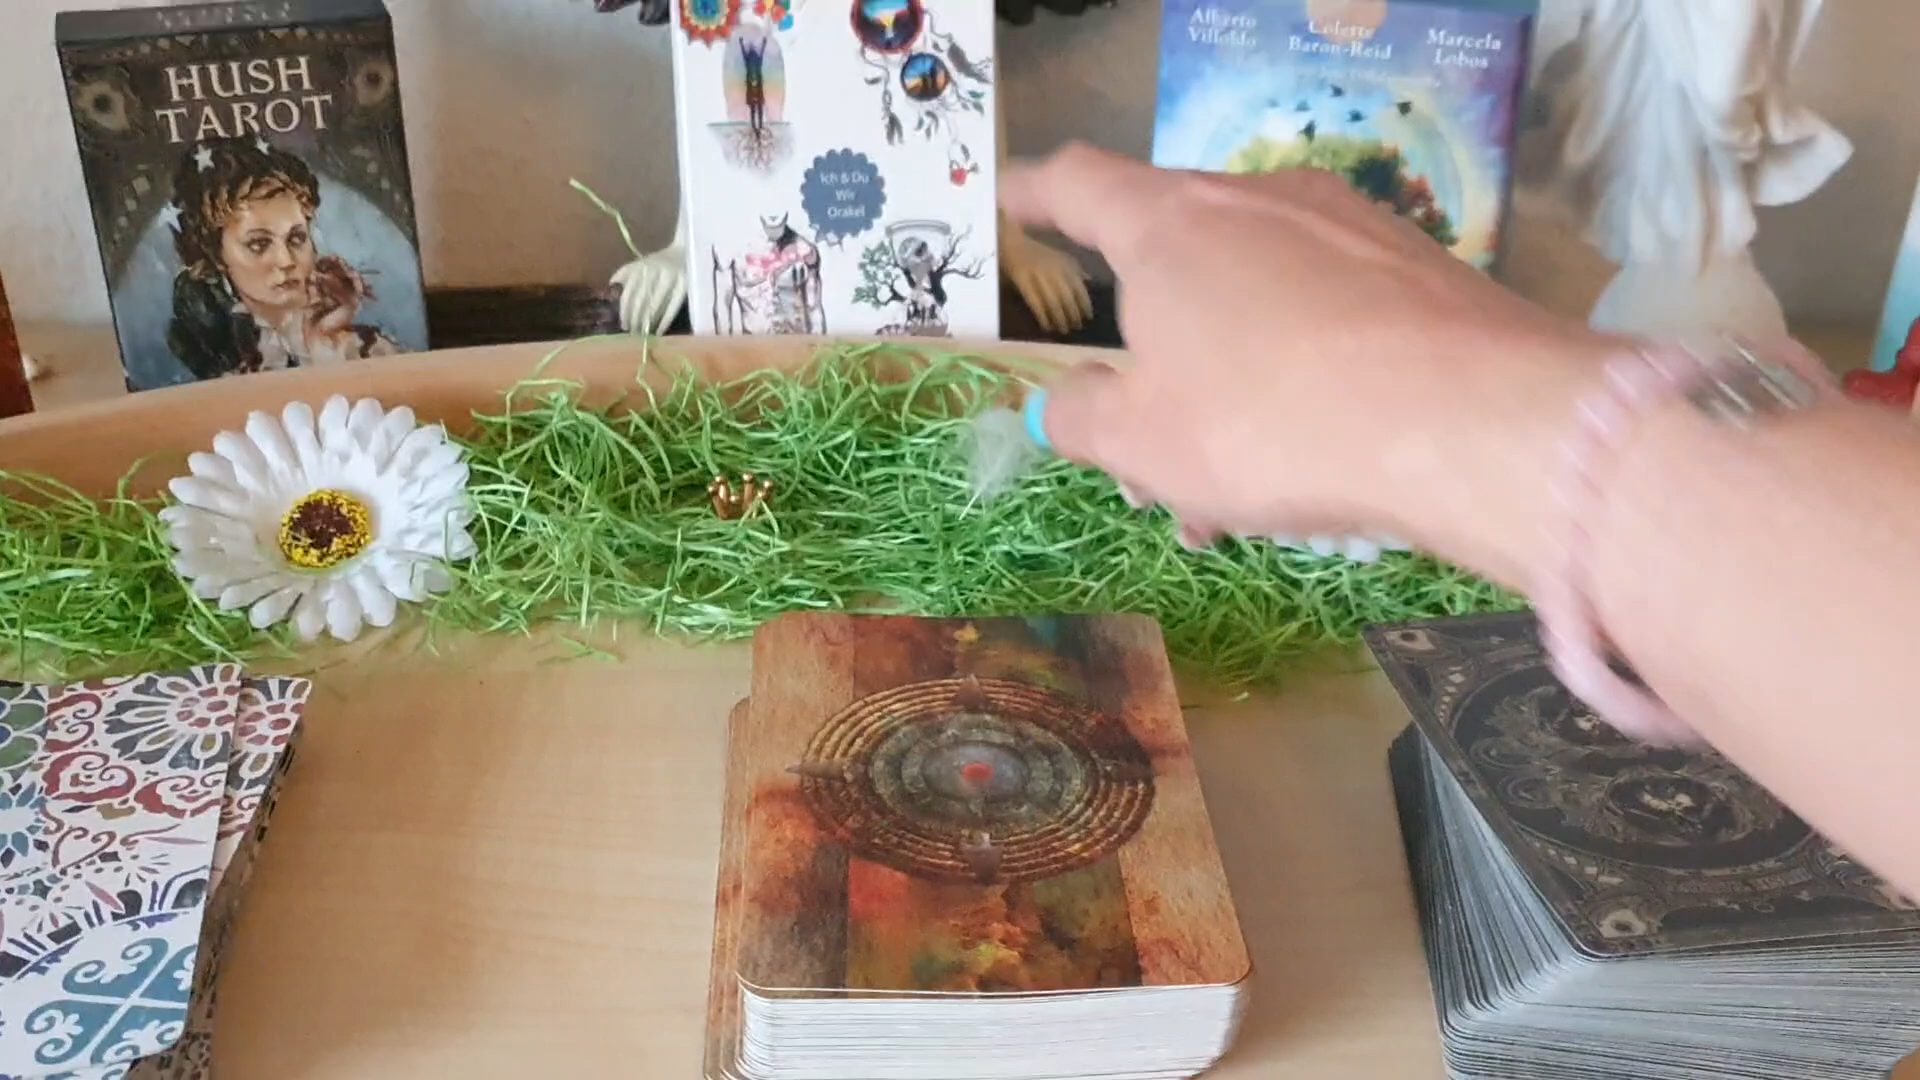 HUSH
TAROT
Ich & Du
Wir
Orakel
Alberto
Villoldo
Colette
Baron-Reid
Marcela
Lobos